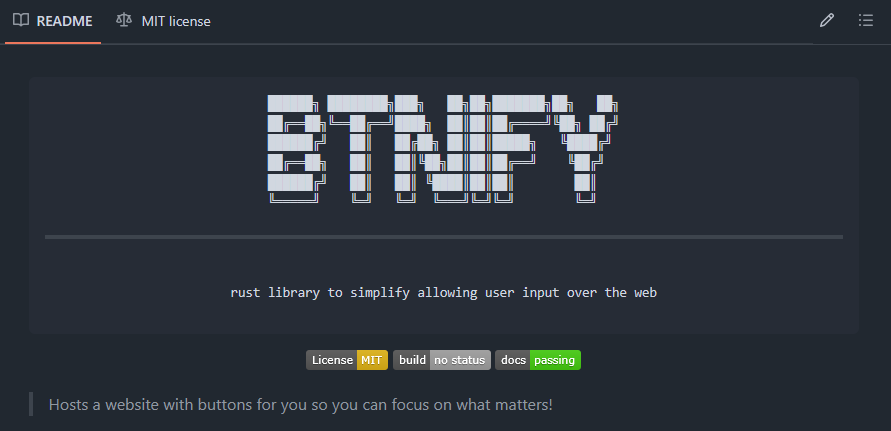 README
MIT license
BTNIFY
rust library to simplify allowing user input over the web
License MIT build no status docs passing
Hosts a website with buttons for you so you can focus on what matters!